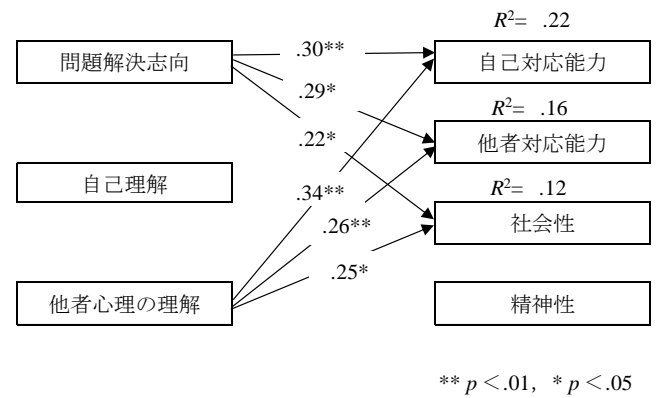 R²= .22
問題解決志向
.30**
自己対応能力
.29*
R²= .16
.22*
他者対応能力
自己理解
.34**
R²= .12
.26**
社会性
.25*
他者心理の理解
精神性
** p＜.01, * p＜.05